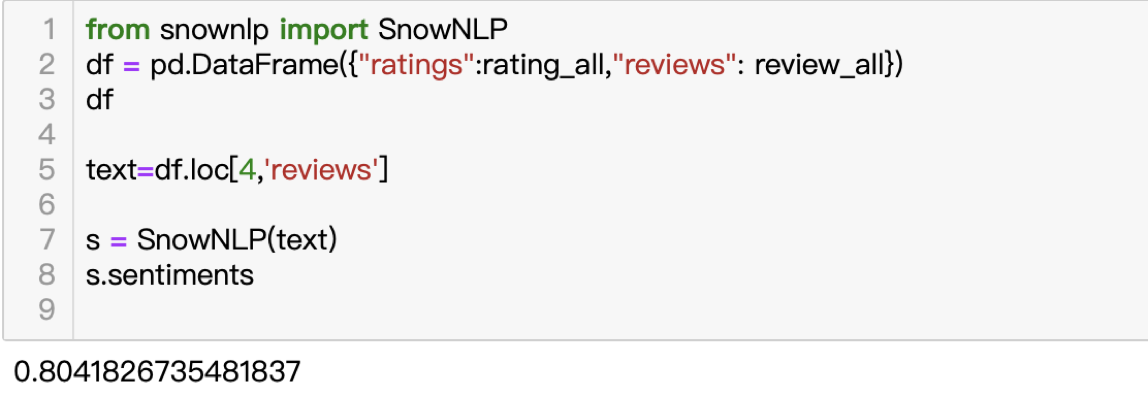 1 from snownlp import SnowNLP
2 df = pd.DataFrame({"ratings":rating_all,"reviews": review_all})
3 df
4
5 text=df.loc[4,'reviews']
6
7 s = SnowNLP(text)
8 s.sentiments
9
0.8041826735481837